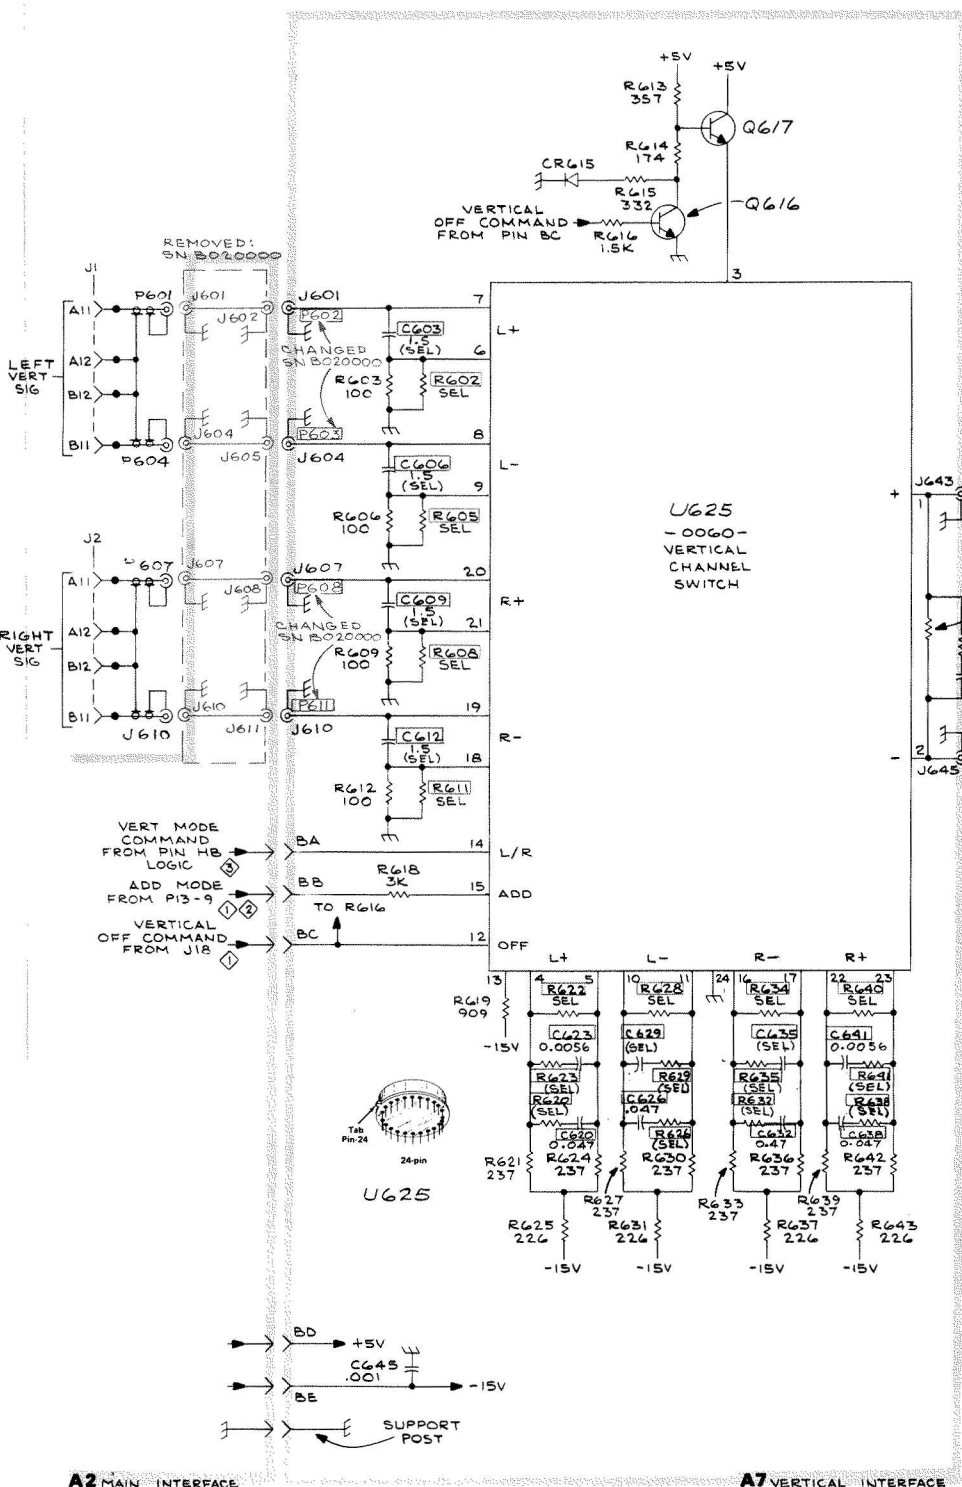 +5V
+5V
R613
357
Q617
R614
174
CR615
R615
332
Q616
VERTICAL
OFF COMMAND
FROM PIN BC
R616
1.5K
REMOVED:
SN B020000
3
J1
A11
P601
J601
J602
J601
P602
7
L+
C603
1.5
(SEL)
6
CHANGED
SN B020000
A12
LEFT
VERT
SIG
B12
R603
100
R602
SEL
B11
P604
J604
J605
P603
J604
8
L-
C606
1.5
(SEL)
9
R606
100
R605
SEL
+
J643
1
U625
-0060-
VERTICAL
CHANNEL
SWITCH
J2
A11
607
J607
J608
J607
P608
20
R+
C609
1.5
(SEL)
21
CHANGED
SN B020000
A12
RIGHT
VERT
SIG
B12
R609
100
R608
SEL
B11
J610
J610
J611
P611
J610
19
R-
C612
1.5
(SEL)
18
R612
100
R611
SEL
-
2
J645
VERT MODE
COMMAND
FROM PIN HB
LOGIC 3
BA
14
L/R
ADD MODE
FROM P13-9
1 2
BB
R618
3K
15
ADD
TO R616
VERTICAL
OFF COMMAND
FROM J18
1
BC
12
OFF
L+
L-
R-
R+
13
4
5
10
11
24
16
17
22
23
R619
909
-15V
R622
SEL
R628
SEL
R634
SEL
R640
SEL
C623
0.0056
C629
(SEL)
C635
(SEL)
C641
0.0056
R623
(SEL)
R629
(SEL)
R635
(SEL)
R641
(SEL)
R620
(SEL)
C626
.047
R632
(SEL)
R638
(SEL)
C620
0.047
R626
(SEL)
C632
0.47
C638
0.047
R621
237
R624
237
R627
237
R630
237
R633
237
R636
237
R639
237
R642
237
R625
226
R631
226
R637
226
R643
226
-15V
-15V
-15V
-15V
Tab
Pin-24
24-pin
U625
BD
+5V
C645
.001
BE
-15V
SUPPORT
POST
A2 MAIN INTERFACE
A7 VERTICAL INTERFACE